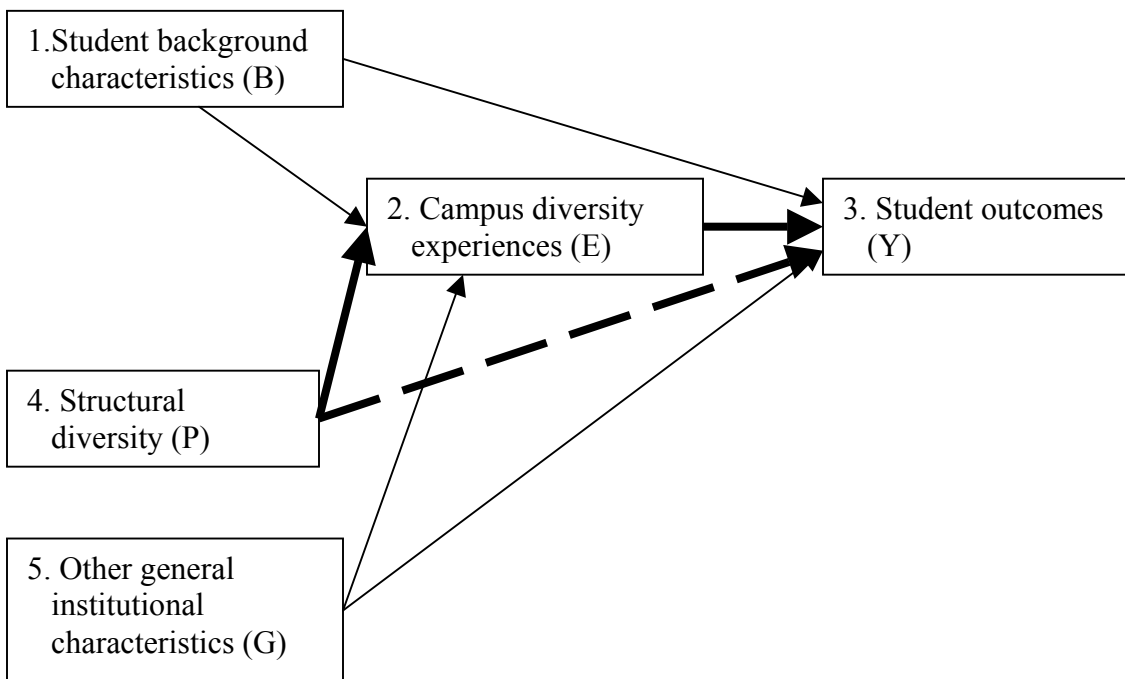 1.Student background
characteristics (B)
2. Campus diversity
experiences (E)
3. Student outcomes
(Y)
4. Structural
diversity (P)
5. Other general
institutional
characteristics (G)